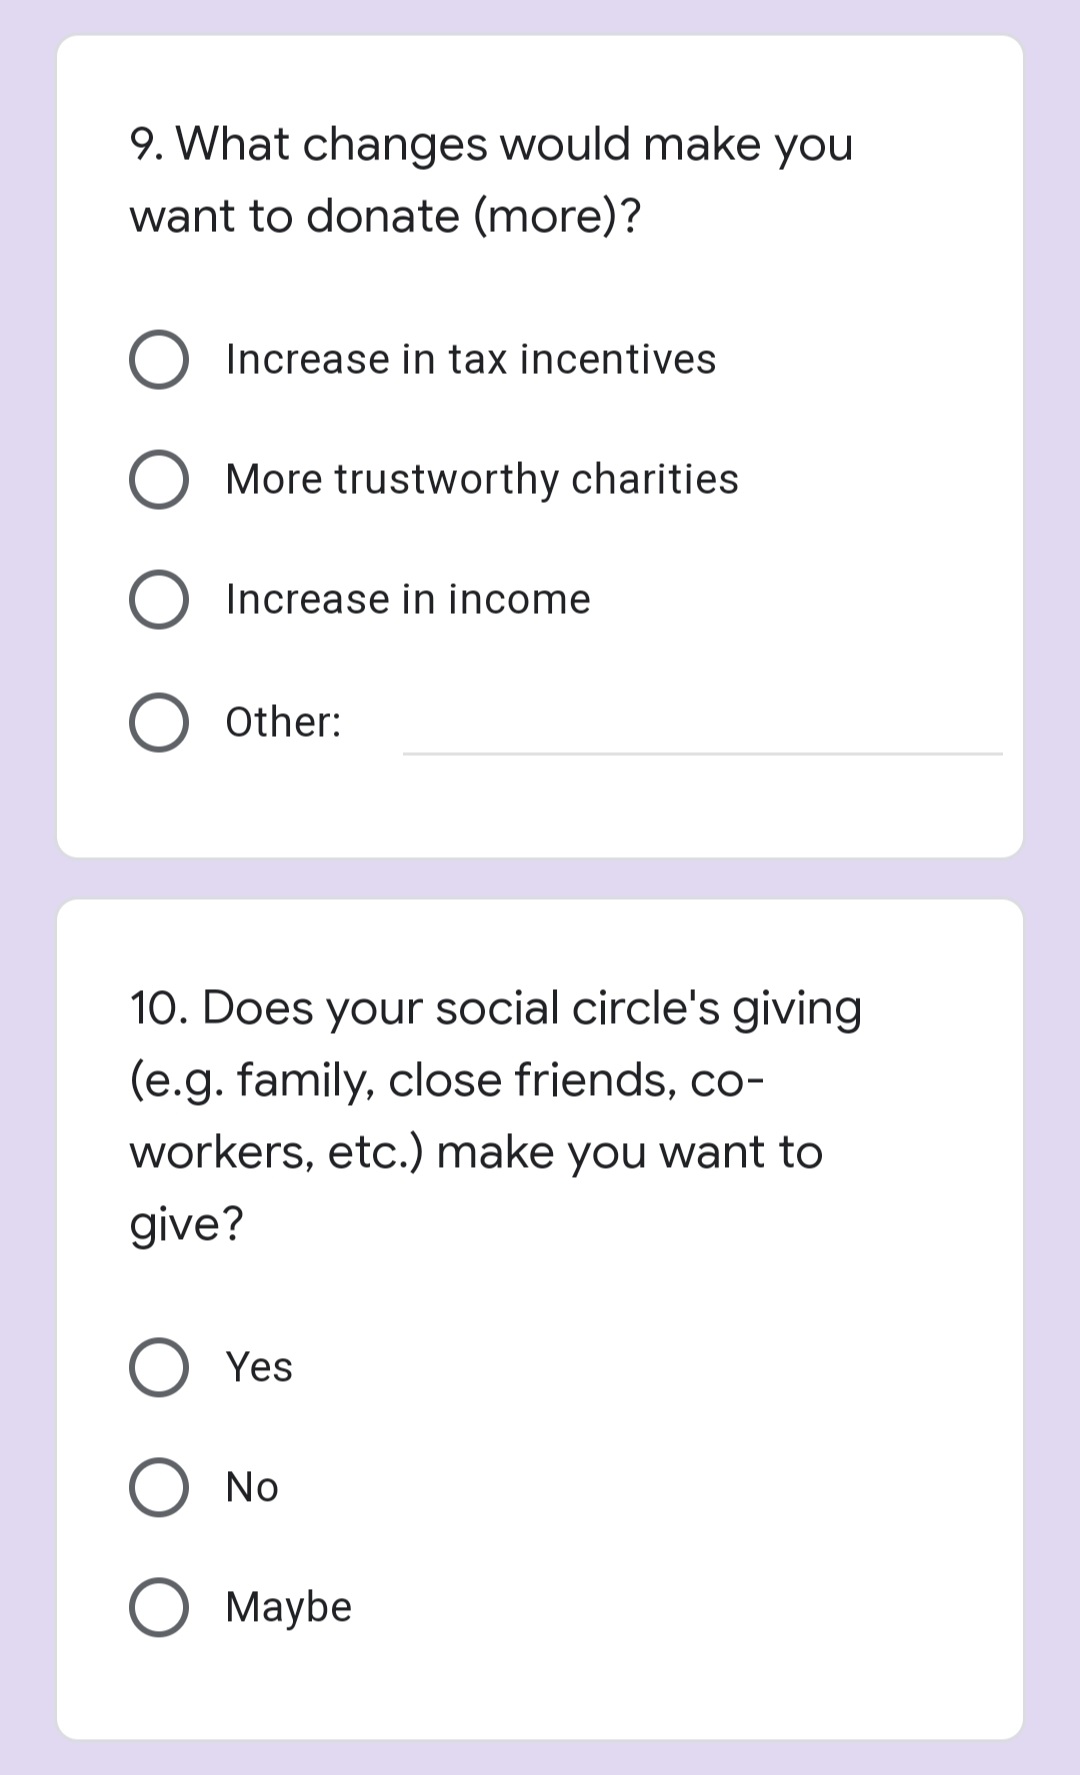 9. What changes would make you
want to donate (more)?
Increase in tax incentives
More trustworthy charities
Increase in income
Other:
10. Does your social circle's giving
(e.g. family, close friends, co-
workers, etc.) make you want to
give?
Yes
No
Maybe